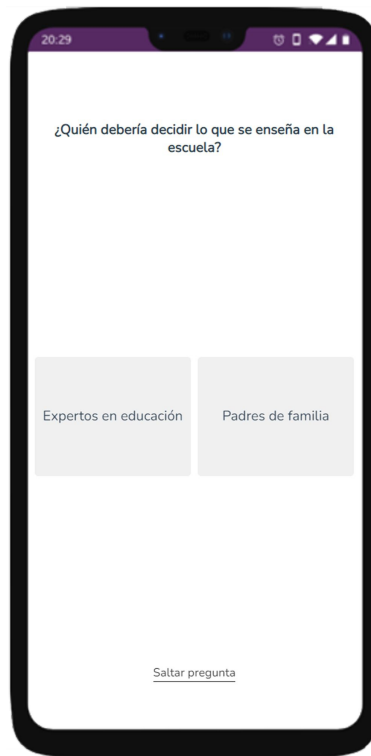 20:29
¿Quién debería decidir lo que se enseña en la
escuela?
Expertos en educación
Padres de familia
Saltar pregunta